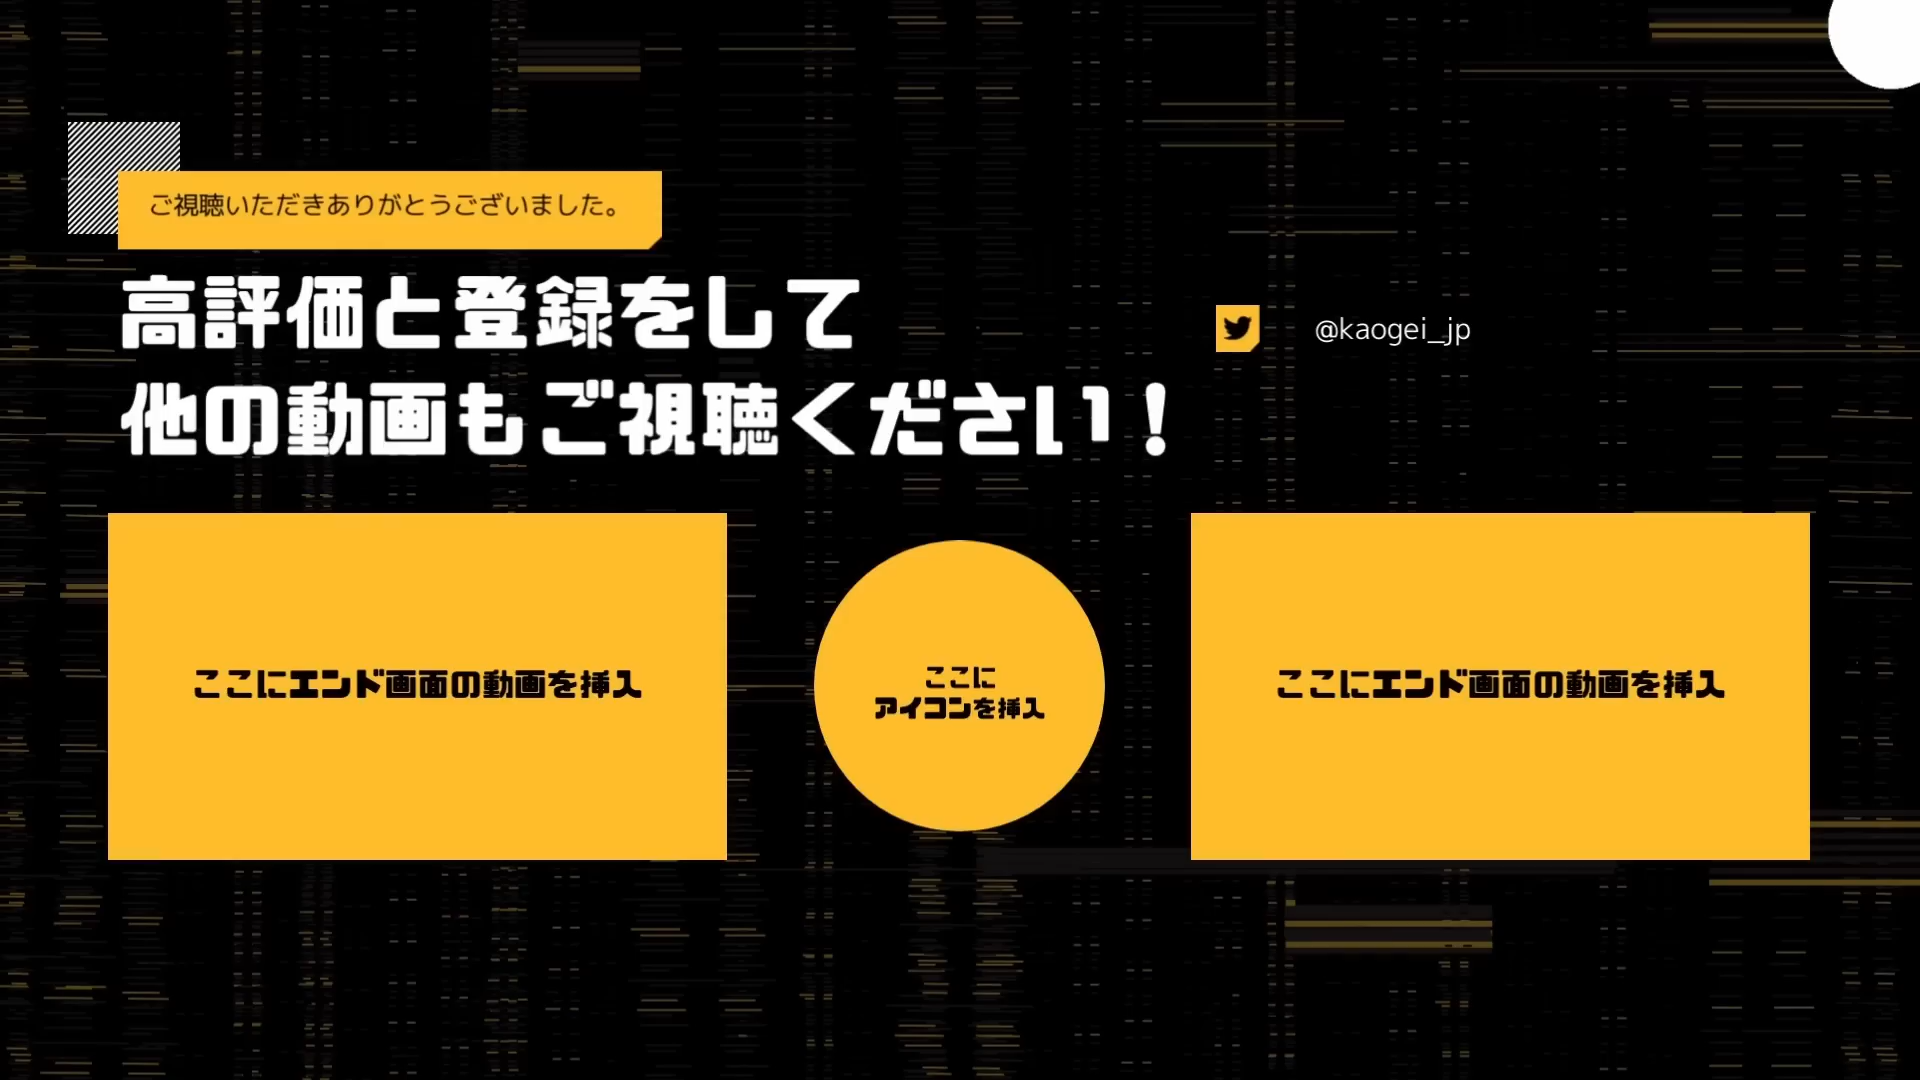 ご視聴いただきありがとうございました。
高評価と登録をして
他の動画もご視聴ください！
@kaogei_jp
ここにエンド画面の動画を挿入
ここに
アイコンを挿入
ここにエンド画面の動画を挿入